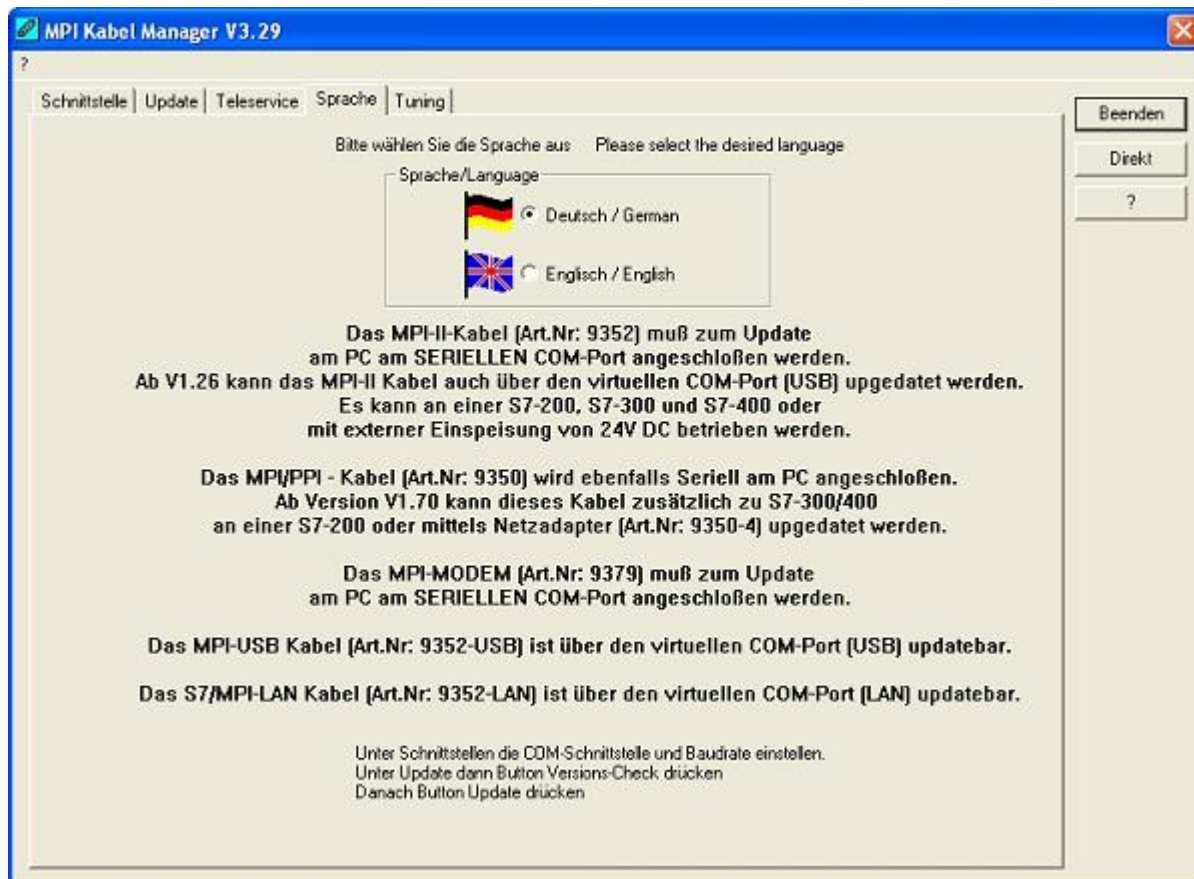 MPI Kabel Manager V3.29
?
Schnittstelle Update Teleservice Sprache Tuning
Beenden
Direkt
?
Bitte wählen Sie die Sprache aus Please select the desired language
Sprache/Language
Deutsch / German
Englisch / English
Das MPI-II-Kabel (Art.Nr: 9352) muß zum Update
am PC am SERIELLEN COM-Port angeschloßen werden.
Ab V1.26 kann das MPI-II Kabel auch über den virtuellen COM-Port (USB) upgedatet werden.
Es kann an einer S7-200, S7-300 und S7-400 oder
mit externer Einspeisung von 24V DC betrieben werden.
Das MPI/PPI - Kabel (Art.Nr: 9350) wird ebenfalls Seriell am PC angeschloßen.
Ab Version V1.70 kann dieses Kabel zusätzlich zu S7-300/400
an einer S7-200 oder mittels Netzadapter (Art.Nr: 9350-4) upgedatet werden.
Das MPI-MODEM (Art.Nr: 9379) muß zum Update
am PC am SERIELLEN COM-Port angeschloßen werden.
Das MPI-USB Kabel (Art.Nr: 9352-USB) ist über den virtuellen COM-Port (USB) updatebar.
Das S7/MPI-LAN Kabel (Art.Nr: 9352-LAN) ist über den virtuellen COM-Port (LAN) updatebar.
Unter Schnittstellen die COM-Schnittstelle und Baudrate einstellen.
Unter Update dann Button Versions-Check drücken
Danach Button Update drücken